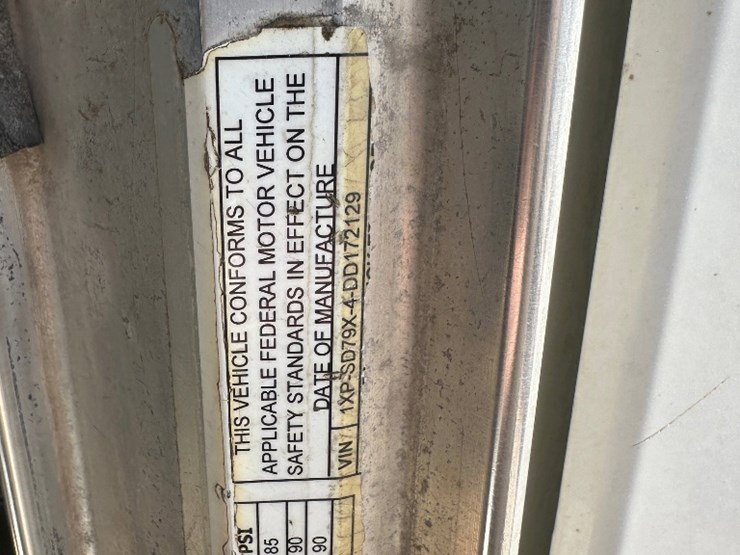 THIS VEHICLE CONFORMS TO ALL
APPLICABLE FEDERAL MOTOR VEHICLE
SAFETY STANDARDS IN EFFECT ON THE
DATE OF MANUFACTURE
VIN 1XP-SD79X-4-DD172129
PSI
85
90
90